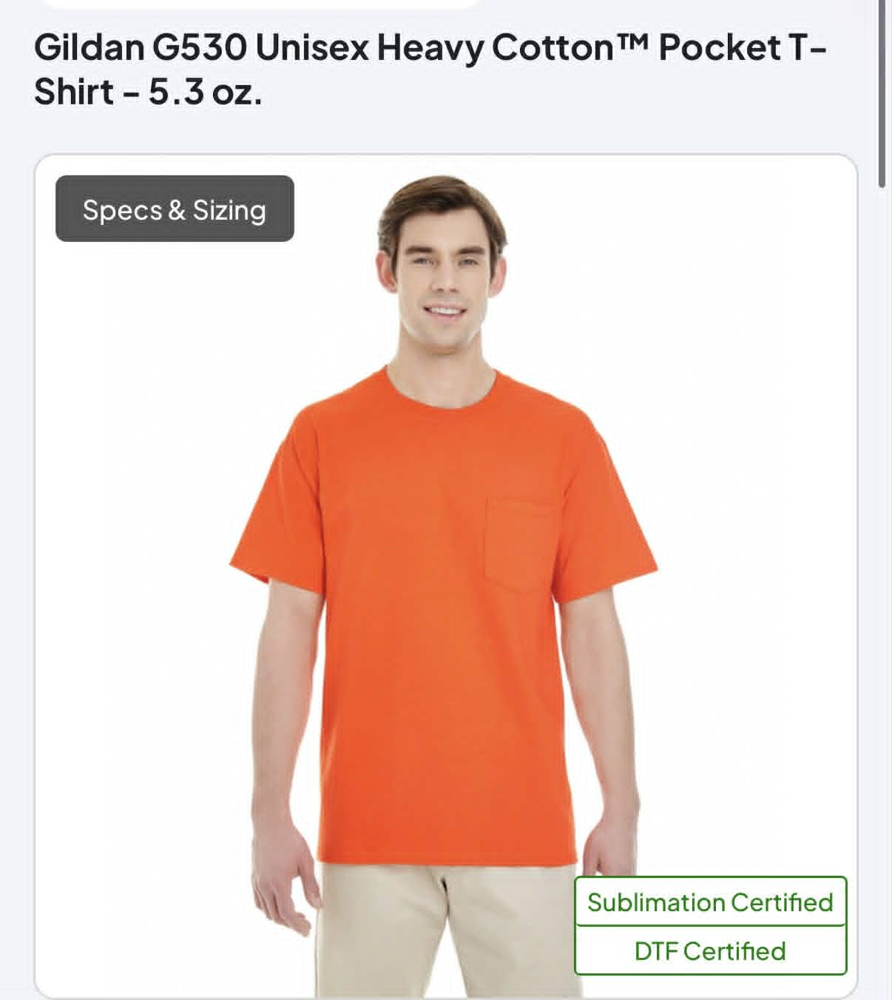 Gildan G530 Unisex Heavy Cotton™ Pocket T-
Shirt - 5.3 oz.
Specs & Sizing
Sublimation Certified
DTF Certified